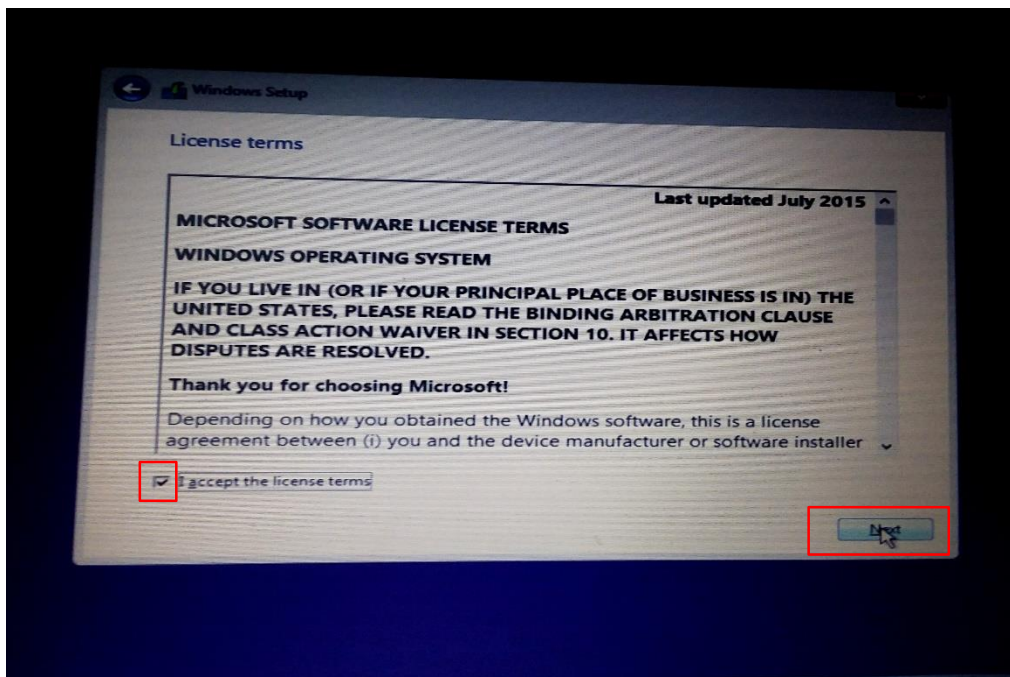 Windows Setup
License terms
Last updated July 2015
MICROSOFT SOFTWARE LICENSE TERMS
WINDOWS OPERATING SYSTEM
IF YOU LIVE IN (OR IF YOUR PRINCIPAL PLACE OF BUSINESS IS IN) THE
UNITED STATES, PLEASE READ THE BINDING ARBITRATION CLAUSE
AND CLASS ACTION WAIVER IN SECTION 10. IT AFFECTS HOW
DISPUTES ARE RESOLVED.
Thank you for choosing Microsoft!
Depending on how you obtained the Windows software, this is a license
agreement between (i) you and the device manufacturer or software installer
I accept the license terms
Next